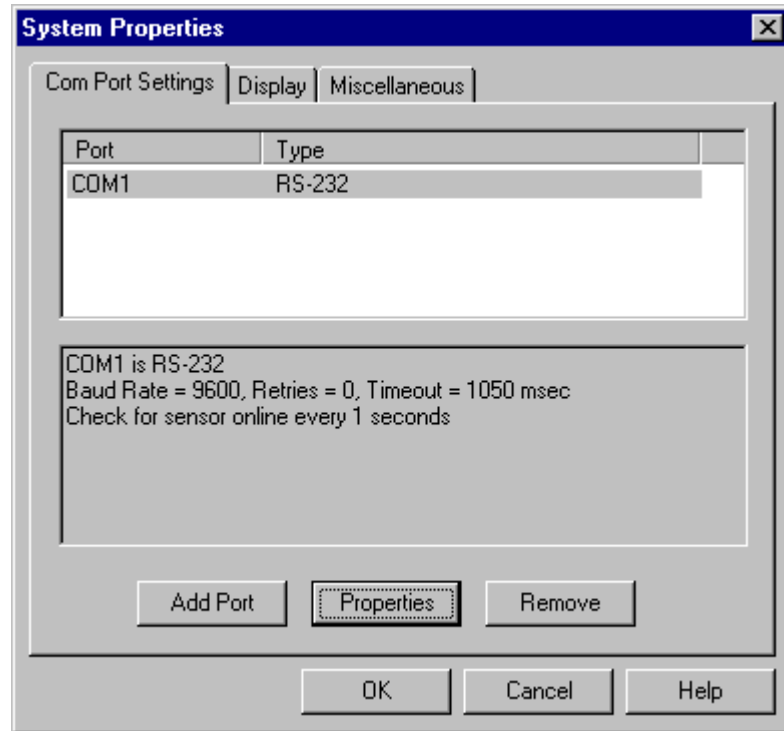 System Properties
Com Port Settings Display Miscellaneous
Port Type
COM1 RS-232
COM1 is RS-232
Baud Rate = 9600, Retries = 0, Timeout = 1050 msec
Check for sensor online every 1 seconds
Add Port Properties Remove
OK Cancel Help